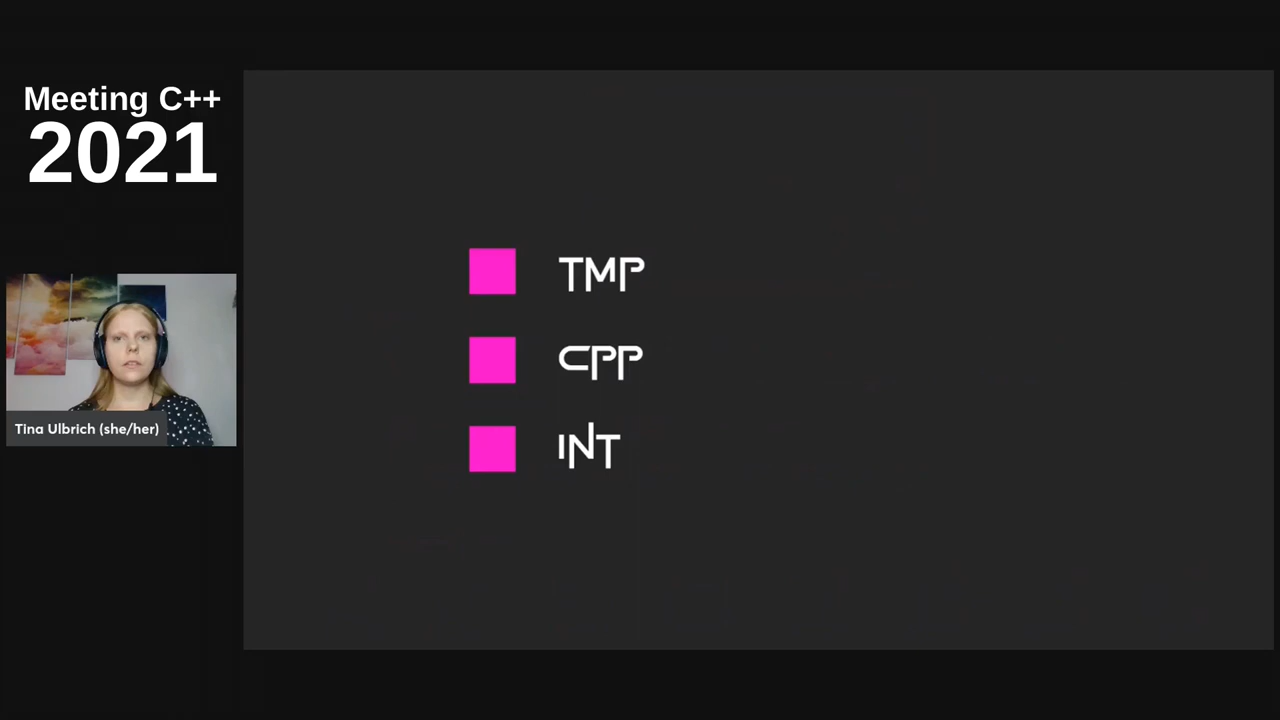 Meeting C++
2021
TMP
CPP
INT
Tina Ulbrich (she/her)